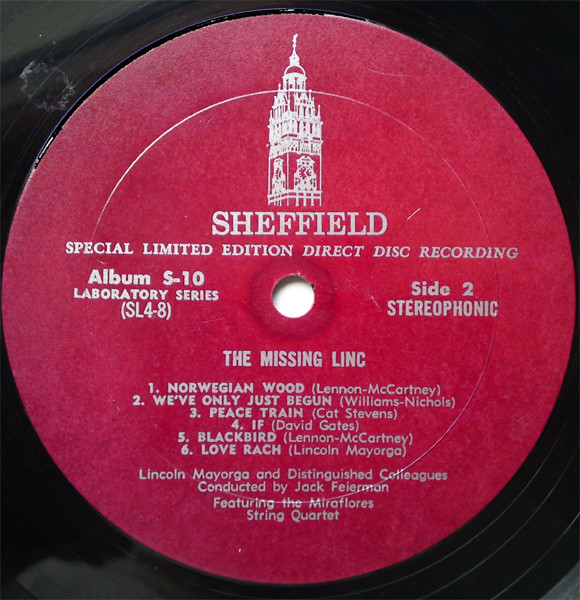 SHEFFIELD
SPECIAL LIMITED EDITION DIRECT DISC RECORDING
Album S-10
LABORATORY SERIES
(SL4-8)
Side 2
STEREOPHONIC
THE MISSING LINC
1. NORWEGIAN WOOD (Lennon-McCartney)
2. WE'VE ONLY JUST BEGUN (Williams-Nichols)
3. PEACE TRAIN (Cat Stevens)
4. IF (David Gates)
5. BLACKBIRD (Lennon-McCartney)
6. LOVE RACH (Lincoln Mayorga)
Lincoln Mayorga and Distinguished Colleagues
Conducted by Jack Feierman
Featuring the Miraflores
String Quartet